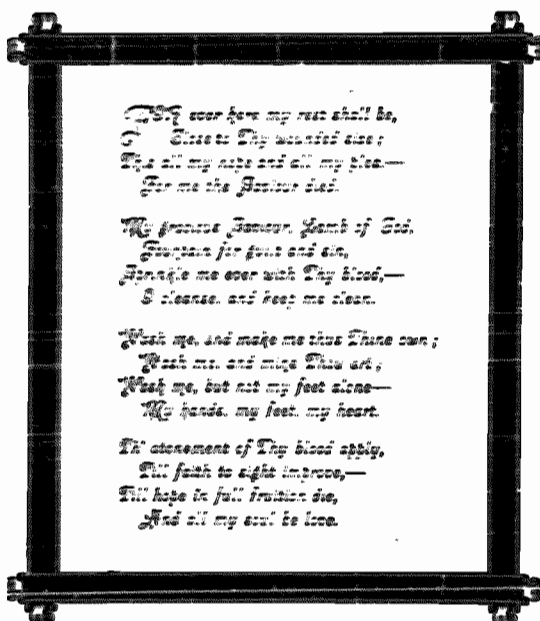 FOR ever here my rest shall be,
Close to Thy wounded side;
This all my hope and all my plea—
For me the Saviour died.
My gracious Saviour, Lamb of God,
Fountain for guilt and sin,
Sprinkle me ever with Thy blood,—
O cleanse, and keep me clean.
Wash me, and make me thus Thine own;
Wash me, and mine Thou art;
Wash me, but not my feet alone—
My hands, my feet, my heart.
Th' atonement of Thy blood apply,
Till faith to sight improve,—
Till hope in full fruition die,
And all my soul be love.